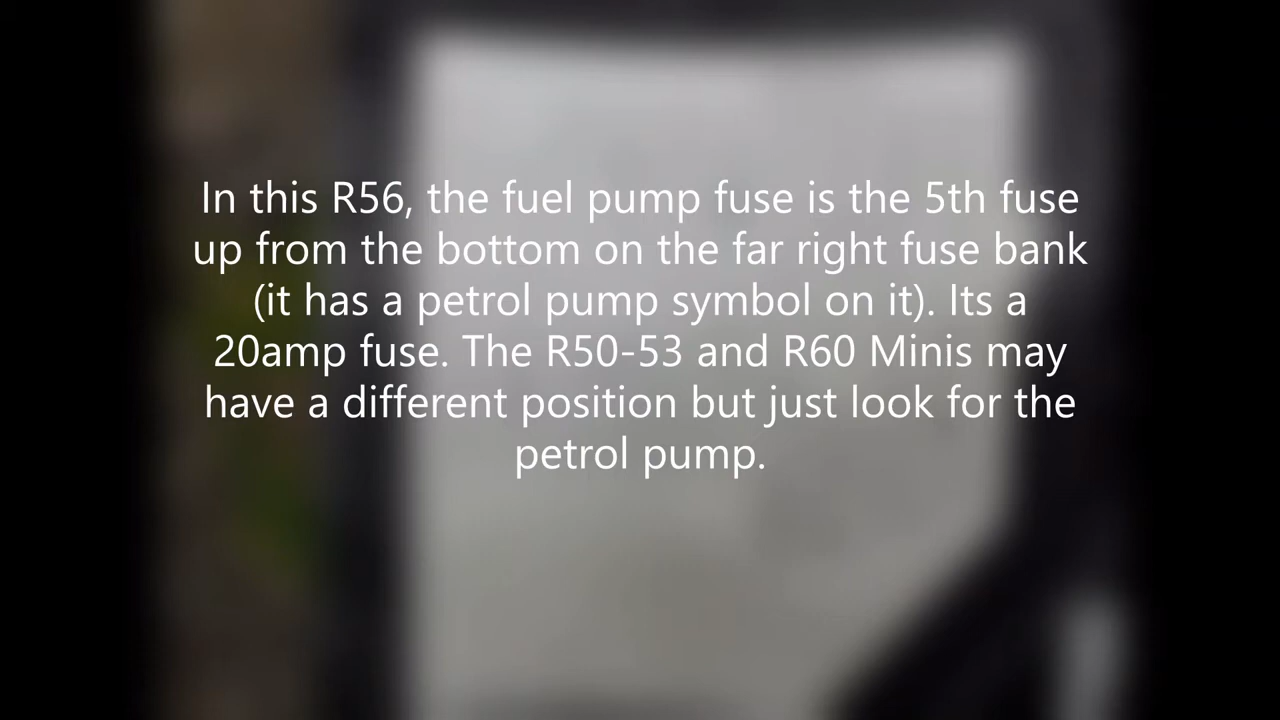 In this R56, the fuel pump fuse is the 5th fuse
up from the bottom on the far right fuse bank
(it has a petrol pump symbol on it). Its a
20amp fuse. The R50-53 and R60 Minis may
have a different position but just look for the
petrol pump.